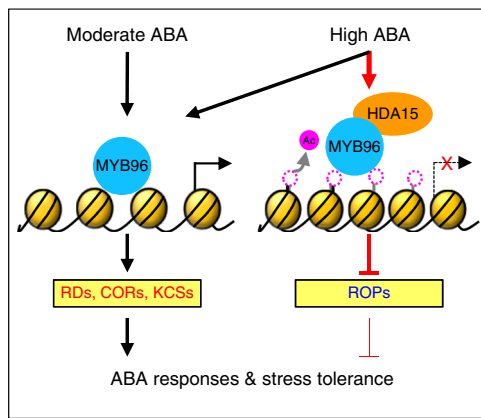 Moderate ABA
High ABA
HDA15
MYB96
Ac
MYB96
X
RDs, CORs, KCSs
ROPs
ABA responses & stress tolerance